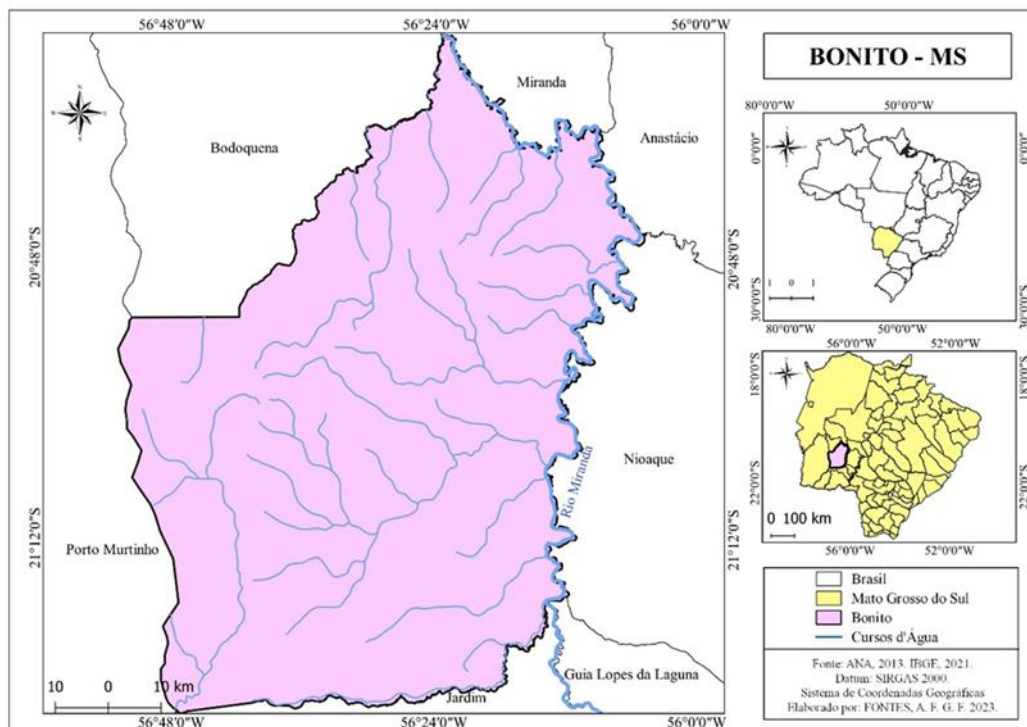 56°48'0"W
56°24'0"W
56°0'0"W
N
Miranda
Anastácio
Bodoquena
20°48'0"S
20°48'0"S
Nioaque
Rio Miranda
21°12'0"S
21°12'0"S
Porto Murtinho
Guia Lopes da Laguna
Jardim
10 0 10 km
56°48'0"W
56°24'0"W
56°0'0"W
BONITO - MS
80°0'0"W
50°0'0"W
0°0'0"
0°0'0"
30°0'0"S
30°0'0"S
1 0 1
80°0'0"W
50°0'0"W
56°0'0"W
52°0'0"W
18°0'0"S
18°0'0"S
22°0'0"S
22°0'0"S
0 100 km
56°0'0"W
52°0'0"W
Brasil
Mato Grosso do Sul
Bonito
Cursos d'Água
Fonte: ANA, 2013. IBGE, 2021.
Datum: SIRGAS 2000.
Sistema de Coordenadas Geográficas
Elaborado por: FONTES, A. F. G. F. 2023.